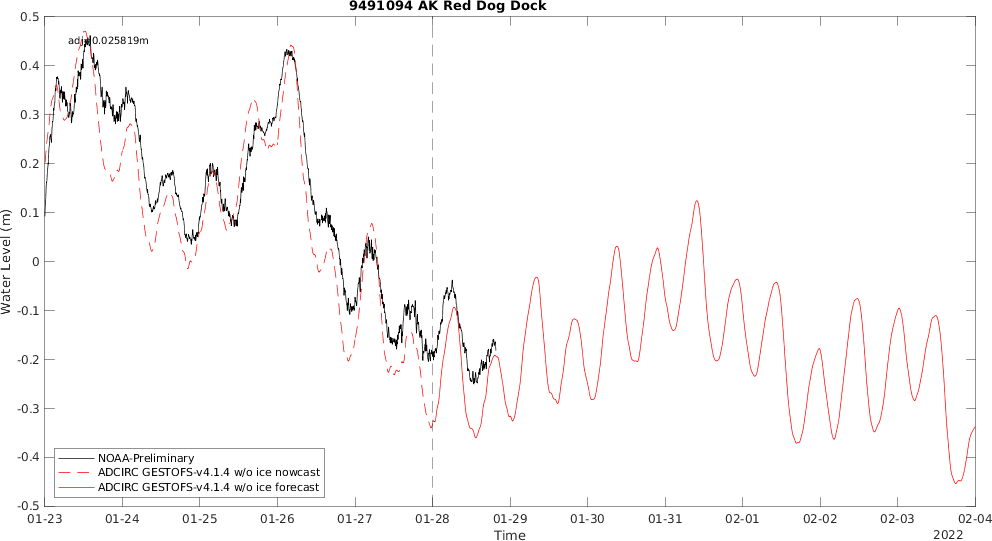 9491094 AK Red Dog Dock
0.5
0.4
0.3
0.2
0.1
0
-0.1
-0.2
-0.3
-0.4
-0.5
Water Level (m)
NOAA-Preliminary
ADCIRC GESTOFS-v4.1.4 w/o ice nowcast
ADCIRC GESTOFS-v4.1.4 w/o ice forecast
01-23 01-24 01-25 01-26 01-27 01-28 01-29 01-30 01-31 02-01 02-02 02-03 02-04
Time
2022